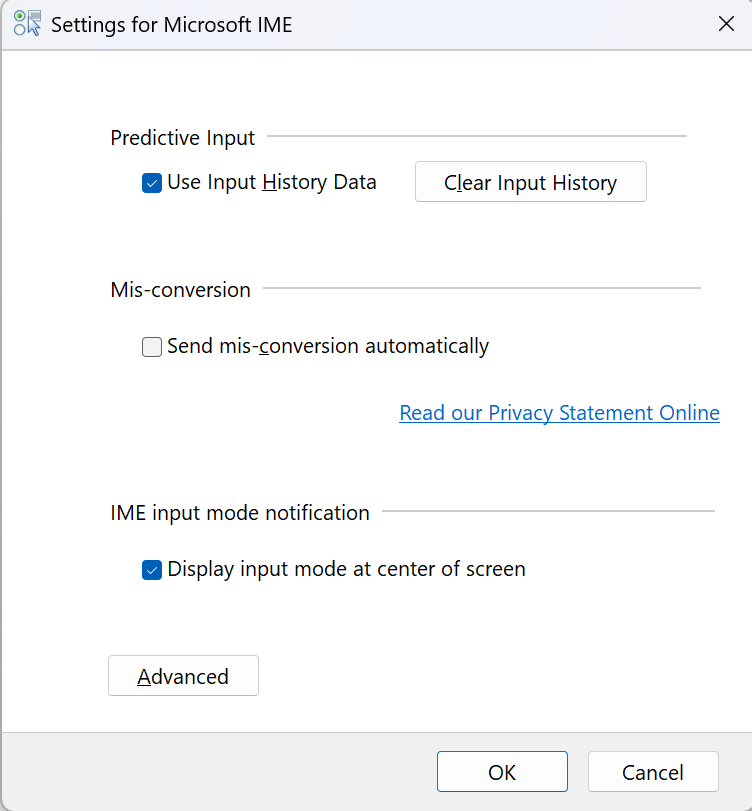 Settings for Microsoft IME
Predictive Input
Use Input History Data
Clear Input History
Mis-conversion
Send mis-conversion automatically
Read our Privacy Statement Online
IME input mode notification
Display input mode at center of screen
Advanced
OK
Cancel